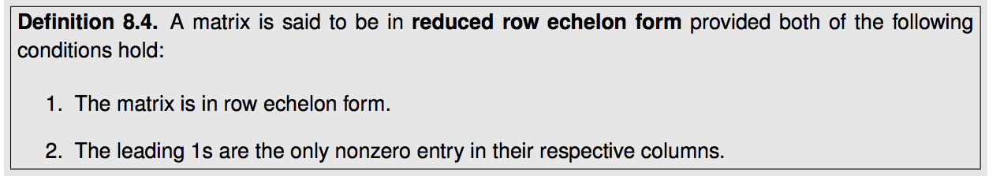 Definition 8.4. A matrix is said to be in reduced row echelon form provided both of the following
conditions hold:
1. The matrix is in row echelon form.
2. The leading 1s are the only nonzero entry in their respective columns.